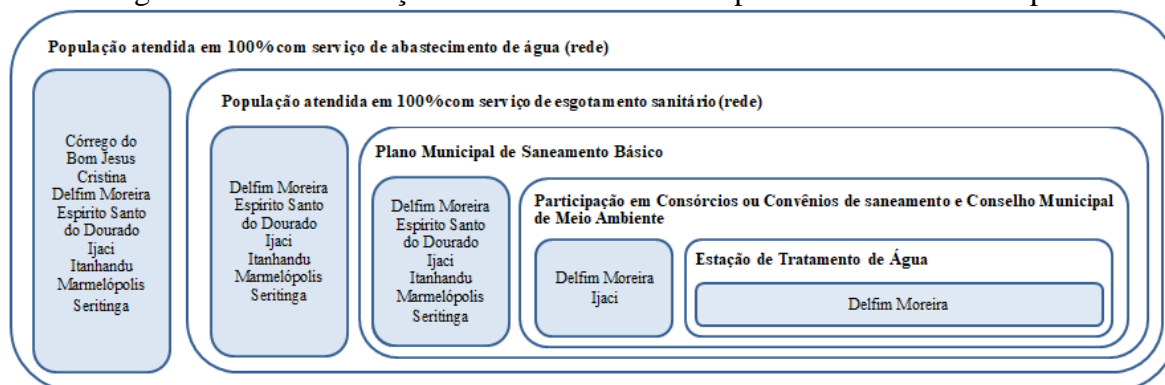 População atendida em 100% com serviço de abastecimento de água (rede)
Córrego do
Bom Jesus
Cristina
Delfim Moreira
Espírito Santo
do Dourado
Ijaci
Itanhandu
Marmelópolis
Seritinga
População atendida em 100% com serviço de esgotamento sanitário (rede)
Delfim Moreira
Espírito Santo
do Dourado
Ijaci
Itanhandu
Marmelópolis
Seritinga
Plano Municipal de Saneamento Básico
Delfim Moreira
Espírito Santo
do Dourado
Ijaci
Itanhandu
Marmelópolis
Seritinga
Participação em Consórcios ou Convênios de saneamento e Conselho Municipal
de Meio Ambiente
Delfim Moreira
Ijaci
Estação de Tratamento de Água
Delfim Moreira